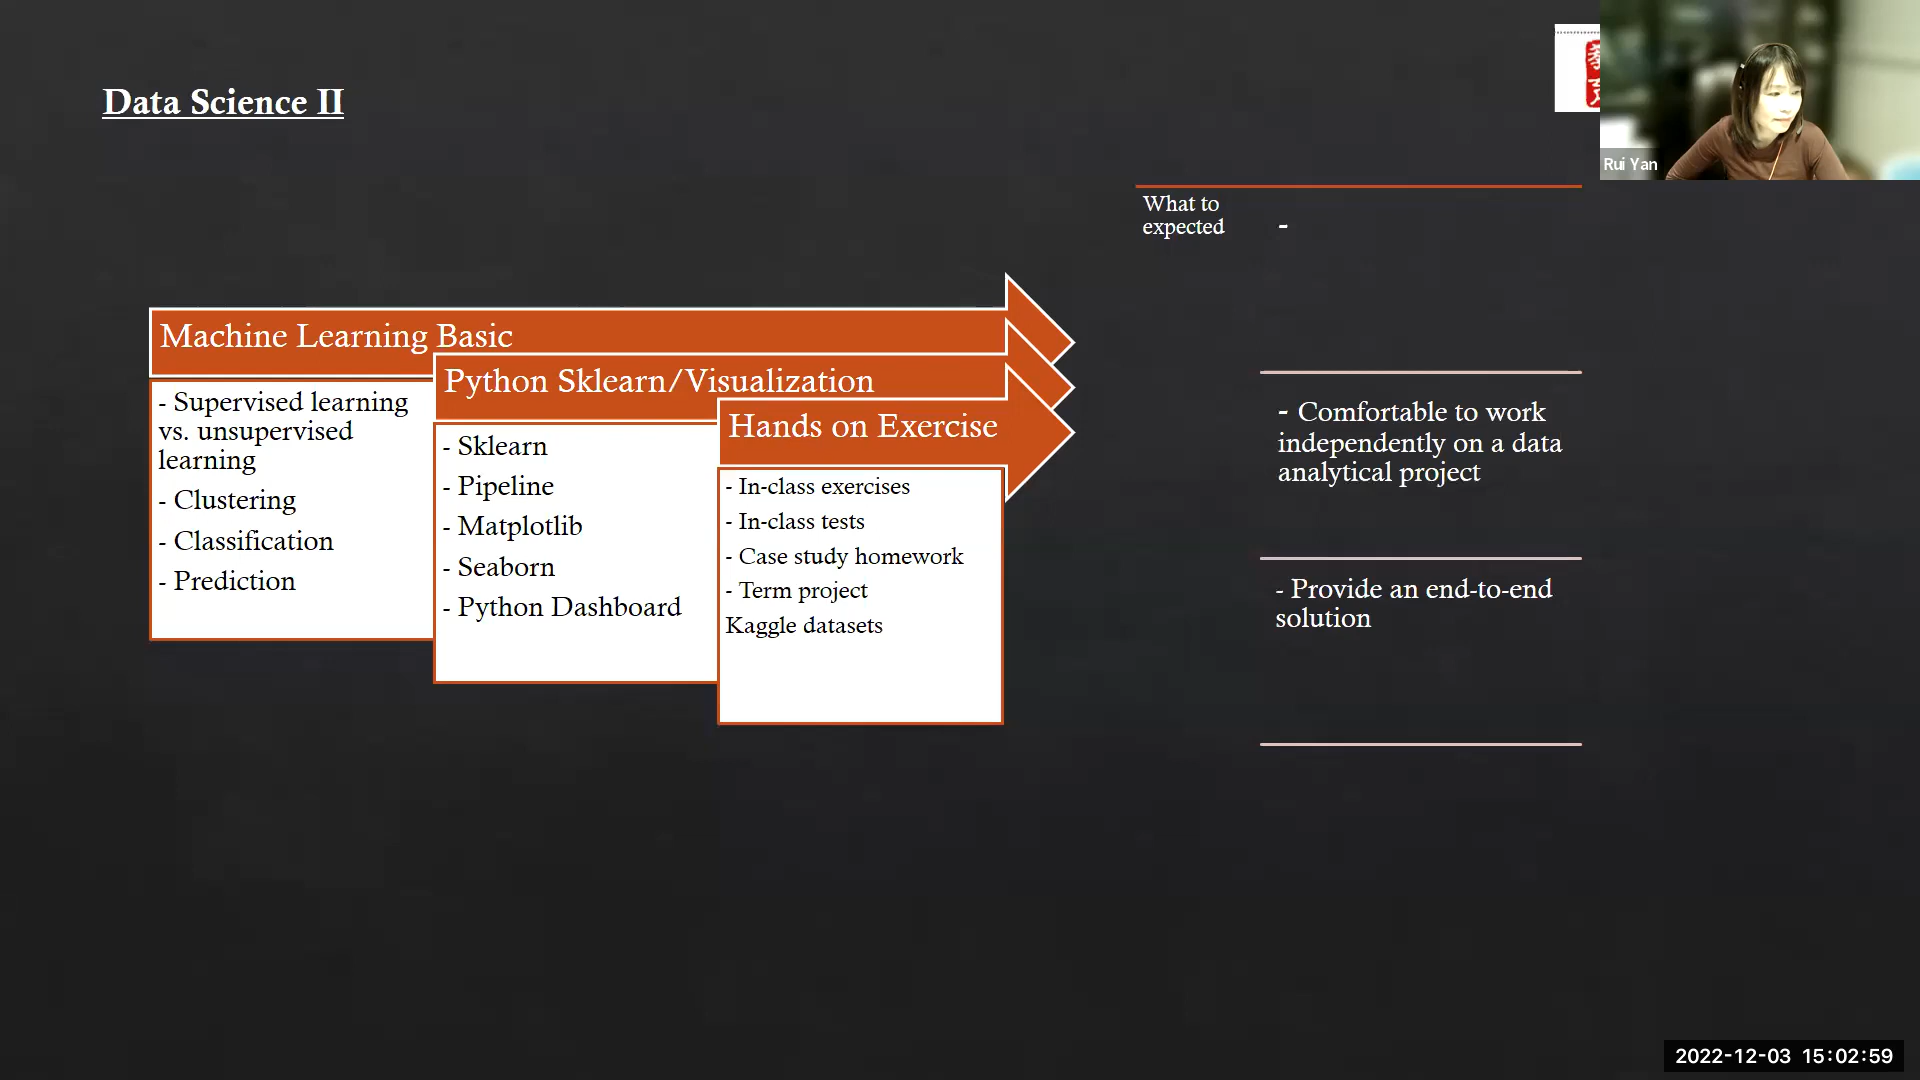 Data Science II
Rui Yan
What to
expected
-
Machine Learning Basic
- Supervised learning
vs. unsupervised
learning
- Clustering
- Classification
- Prediction
Python Sklearn/Visualization
- Sklearn
- Pipeline
- Matplotlib
- Seaborn
- Python Dashboard
Hands on Exercise
- In-class exercises
- In-class tests
- Case study homework
- Term project
Kaggle datasets
- Comfortable to work
independently on a data
analytical project
- Provide an end-to-end
solution
2022-12-03 15:02:59